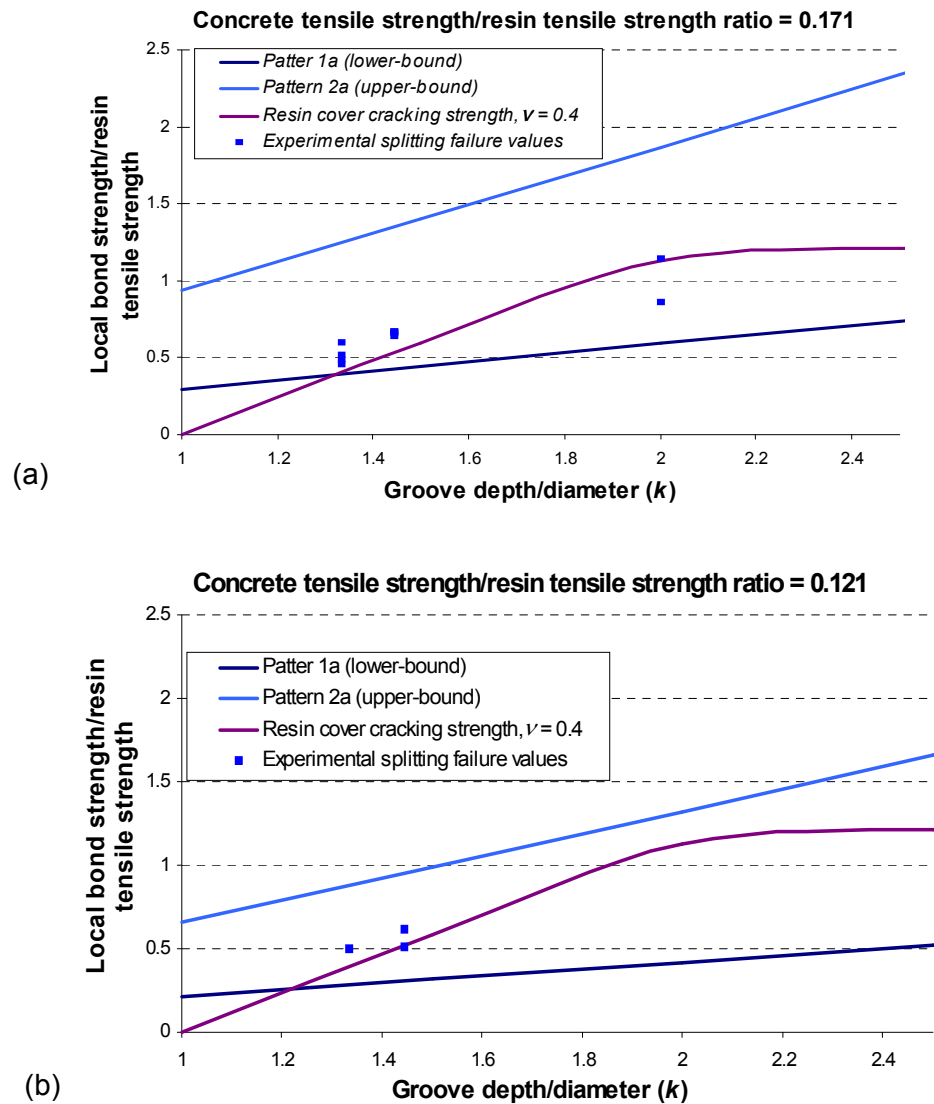 Concrete tensile strength/resin tensile strength ratio = 0.171
2.5
2
1.5
1
0.5
0
Local bond strength/resin
tensile strength
Patter 1a (lower-bound)
Pattern 2a (upper-bound)
Resin cover cracking strength, ν = 0.4
Experimental splitting failure values
1 1.2 1.4 1.6 1.8 2 2.2 2.4
Groove depth/diameter (k)
(a)
Concrete tensile strength/resin tensile strength ratio = 0.121
2.5
2
1.5
1
0.5
0
Local bond strength/resin
tensile strength
Patter 1a (lower-bound)
Pattern 2a (upper-bound)
Resin cover cracking strength, ν = 0.4
Experimental splitting failure values
1 1.2 1.4 1.6 1.8 2 2.2 2.4
Groove depth/diameter (k)
(b)